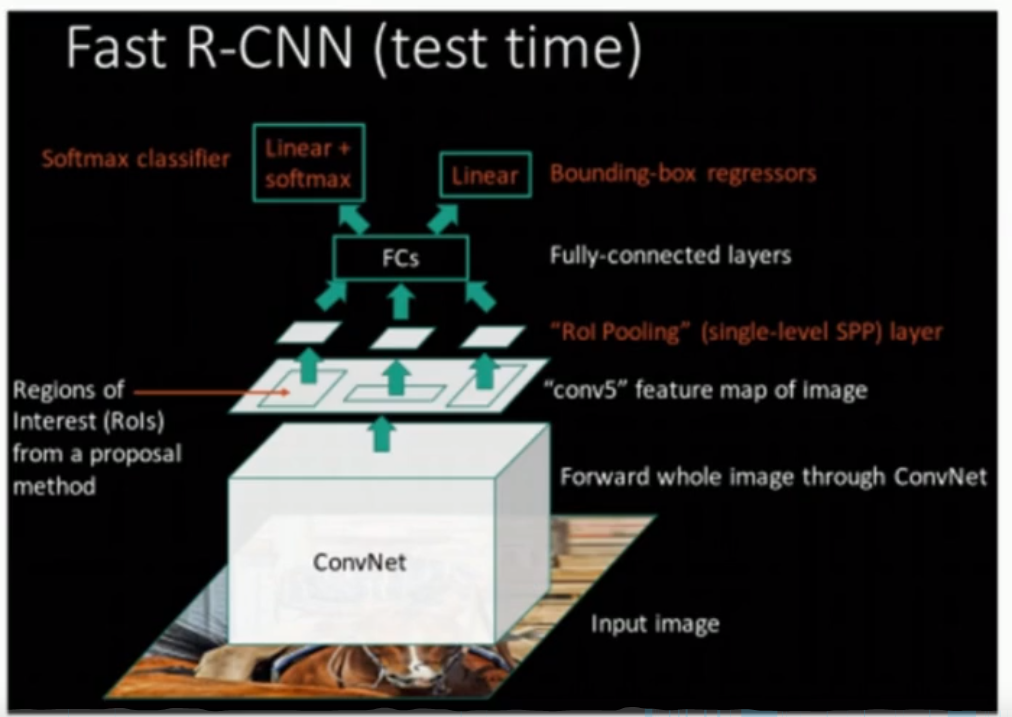 Fast R-CNN (test time)
Softmax classifier
Linear +
softmax
Linear
Bounding-box regressors
FCs
Fully-connected layers
“RoI Pooling” (single-level SPP) layer
Regions of
Interest (RoIs)
from a proposal
method
“conv5” feature map of image
Forward whole image through ConvNet
ConvNet
Input image